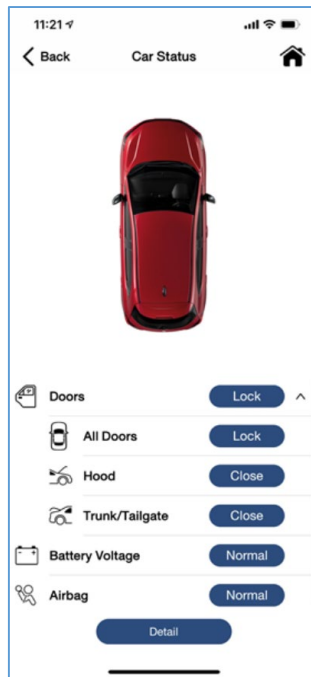 11:21
Back Car Status
Doors Lock
All Doors Lock
Hood Close
Trunk/Tailgate Close
Battery Voltage Normal
Airbag Normal
Detail